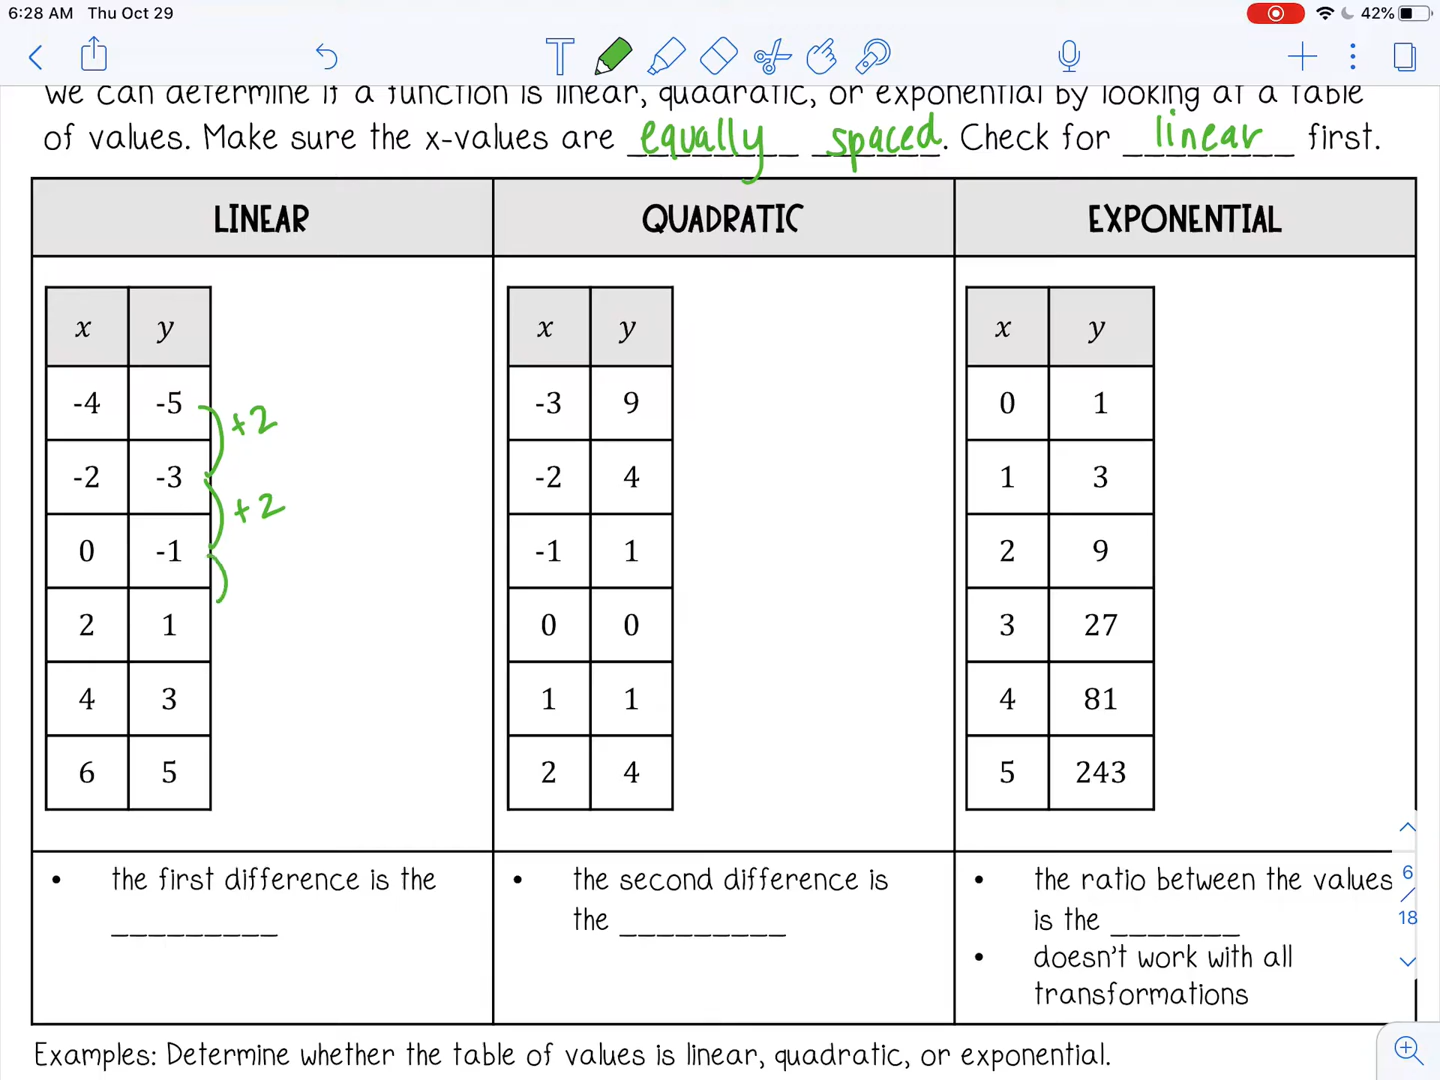 6:28 AM Thu Oct 29
42%
we can determine if a function is linear, quadratic, or exponential by looking at a table
of values. Make sure the x-values are equally spaced. Check for linear first.
LINEAR QUADRATIC EXPONENTIAL
x y x y x y
-4 -5 -3 9 0 1
+2
-2 -3 -2 4 1 3
+2
0 -1 -1 1 2 9
2 1 0 0 3 27
4 3 1 1 4 81
6 5 2 4 5 243
• the first difference is the
_________
• the second difference is
the _________
• the ratio between the values
is the _______
• doesn't work with all
transformations
6/18
Examples: Determine whether the table of values is linear, quadratic, or exponential.